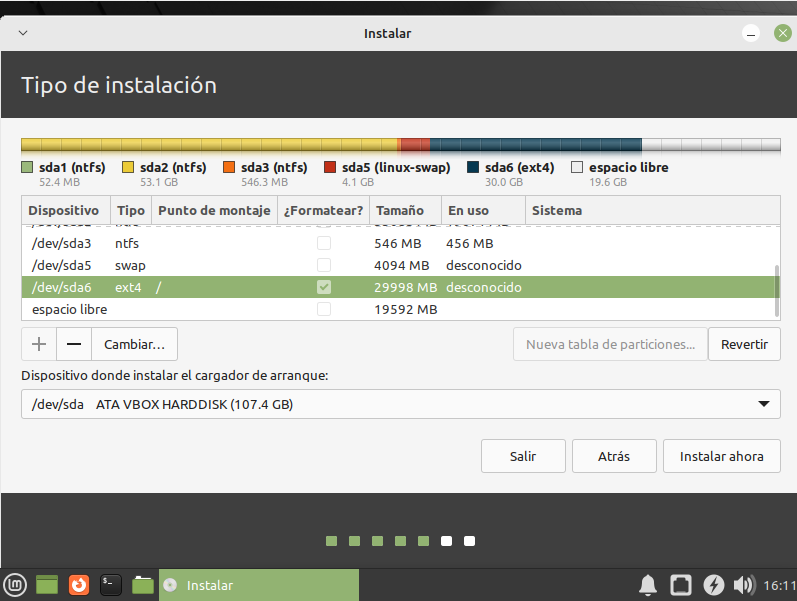 Instalar
Tipo de instalación
sda1 (ntfs) sda2 (ntfs) sda3 (ntfs) sda5 (linux-swap) sda6 (ext4) espacio libre
52.4 MB 53.1 GB 546.3 MB 4.1 GB 30.0 GB 19.6 GB
Dispositivo Tipo Punto de montaje ¿Formatear? Tamaño En uso Sistema
/dev/sda3 ntfs 546 MB 456 MB
/dev/sda5 swap 4094 MB desconocido
/dev/sda6 ext4 / 29998 MB desconocido
espacio libre 19592 MB
+ — Cambiar... Nueva tabla de particiones... Revertir
Dispositivo donde instalar el cargador de arranque:
/dev/sda ATA VBOX HARDDISK (107.4 GB)
Salir Atrás Instalar ahora
Instalar 16:11